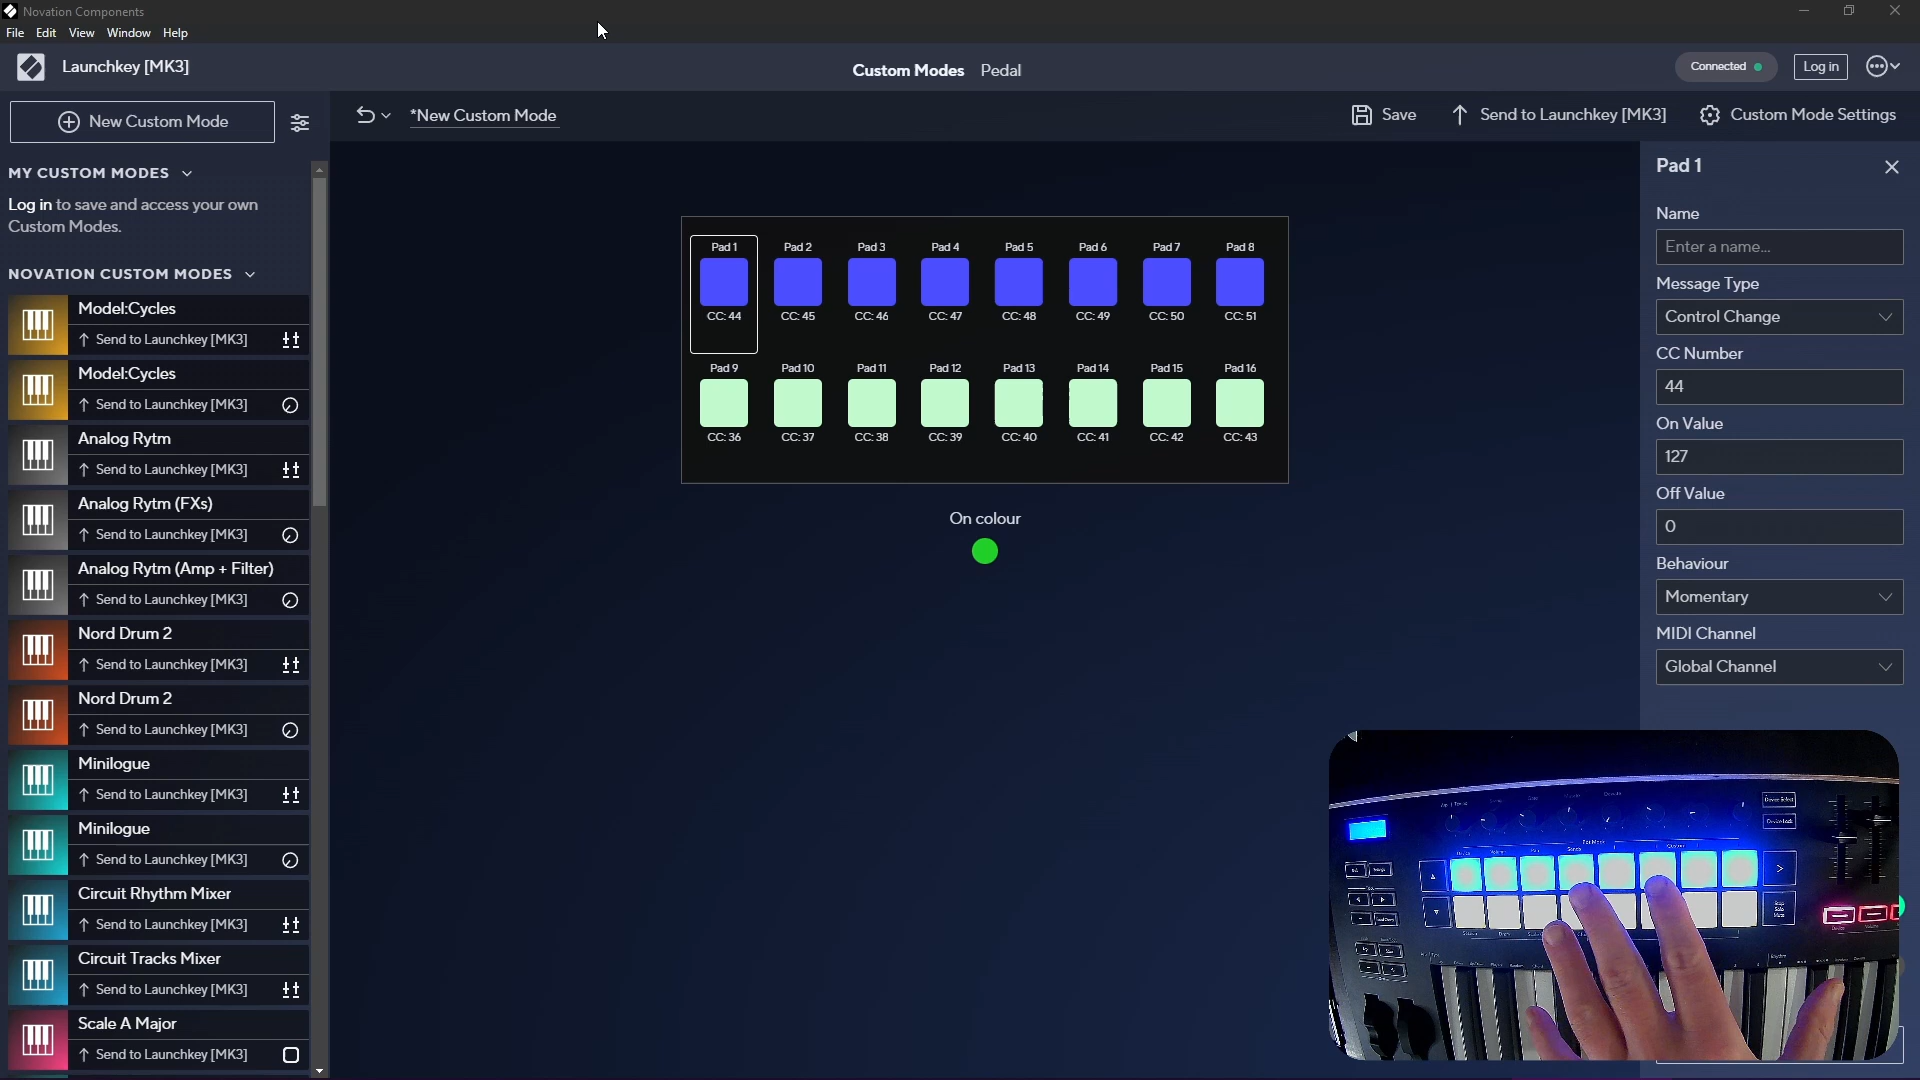 Novation Components
File Edit View Window Help
Launchkey [MK3]
Custom Modes Pedal
Connected
Log in
New Custom Mode
*New Custom Mode
Save
Send to Launchkey [MK3]
Custom Mode Settings
MY CUSTOM MODES
Log in to save and access your own
Custom Modes.
NOVATION CUSTOM MODES
Model:Cycles
Send to Launchkey [MK3]
Model:Cycles
Send to Launchkey [MK3]
Analog Rytm
Send to Launchkey [MK3]
Analog Rytm (FXs)
Send to Launchkey [MK3]
Analog Rytm (Amp + Filter)
Send to Launchkey [MK3]
Nord Drum 2
Send to Launchkey [MK3]
Nord Drum 2
Send to Launchkey [MK3]
Minilogue
Send to Launchkey [MK3]
Minilogue
Send to Launchkey [MK3]
Circuit Rhythm Mixer
Send to Launchkey [MK3]
Circuit Tracks Mixer
Send to Launchkey [MK3]
Scale A Major
Send to Launchkey [MK3]
Pad 1 Pad 2 Pad 3 Pad 4 Pad 5 Pad 6 Pad 7 Pad 8
CC: 44 CC: 45 CC: 46 CC: 47 CC: 48 CC: 49 CC: 50 CC: 51
Pad 9 Pad 10 Pad 11 Pad 12 Pad 13 Pad 14 Pad 15 Pad 16
CC: 36 CC: 37 CC: 38 CC: 39 CC: 40 CC: 41 CC: 42 CC: 43
On colour
Pad 1
Name
Enter a name...
Message Type
Control Change
CC Number
44
On Value
127
Off Value
0
Behaviour
Momentary
MIDI Channel
Global Channel
Device Select
Device Lock
Stop
Solo
Mute